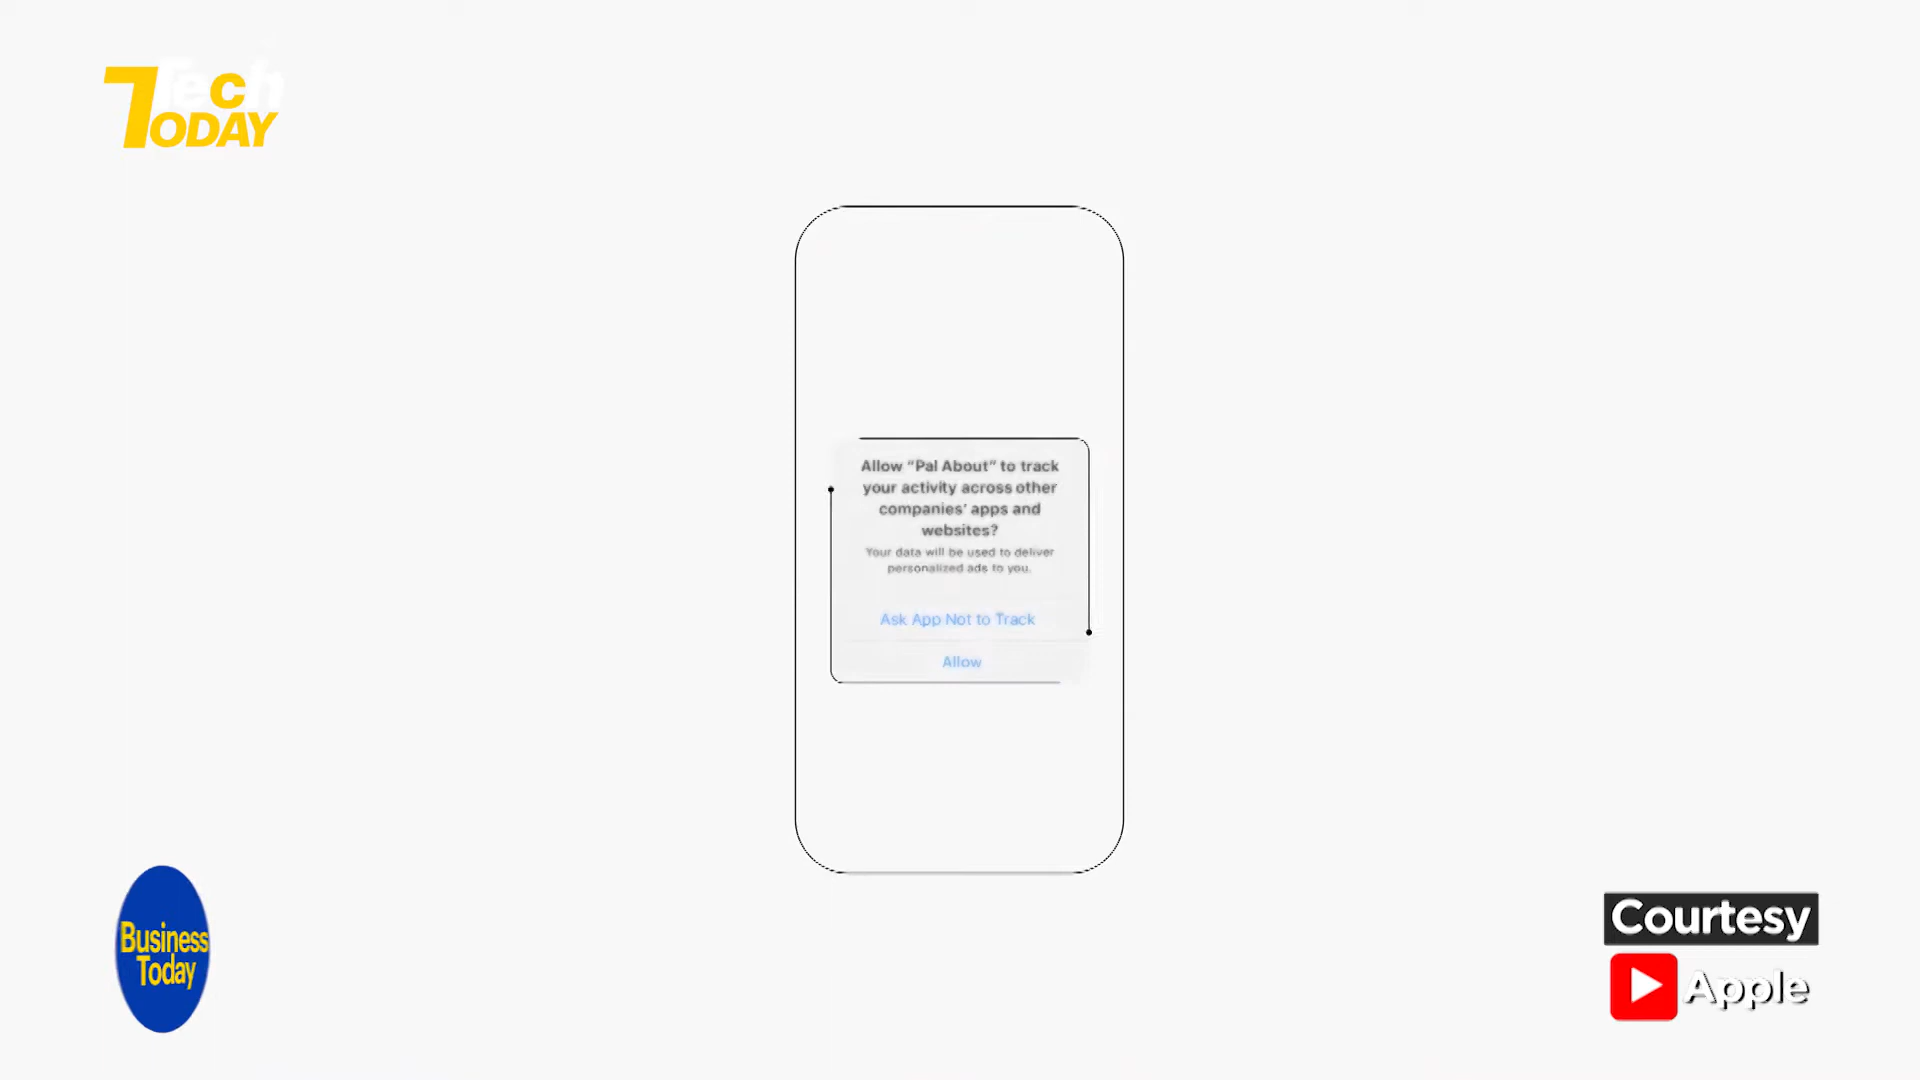 Tech
TODAY
Allow “Pal About” to track
your activity across other
companies’ apps and
websites?
Your data will be used to deliver
personalized ads to you.
Ask App Not to Track
Allow
Business
Today
Courtesy
Apple